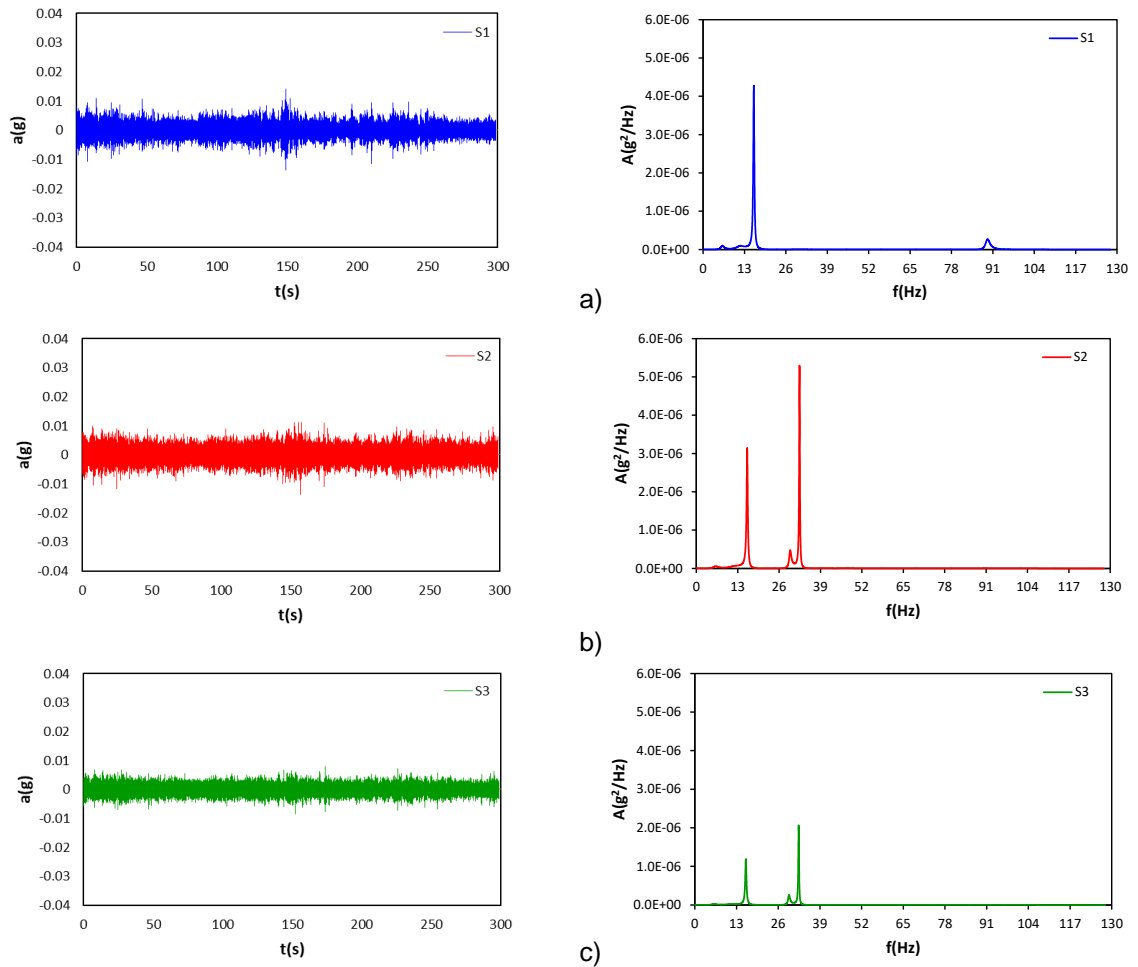 S1
a(g)
0.04
0.03
0.02
0.01
0
-0.01
-0.02
-0.03
-0.04
0 50 100 150 200 250 300
t(s)
S1
A(g²/Hz)
6.0E-06
5.0E-06
4.0E-06
3.0E-06
2.0E-06
1.0E-06
0.0E+00
0 13 26 39 52 65 78 91 104 117 130
f(Hz)
a)
S2
a(g)
0.04
0.03
0.02
0.01
0
-0.01
-0.02
-0.03
-0.04
0 50 100 150 200 250 300
t(s)
S2
A(g²/Hz)
6.0E-06
5.0E-06
4.0E-06
3.0E-06
2.0E-06
1.0E-06
0.0E+00
0 13 26 39 52 65 78 91 104 117 130
f(Hz)
b)
S3
a(g)
0.04
0.03
0.02
0.01
0
-0.01
-0.02
-0.03
-0.04
0 50 100 150 200 250 300
t(s)
S3
A(g²/Hz)
6.0E-06
5.0E-06
4.0E-06
3.0E-06
2.0E-06
1.0E-06
0.0E+00
0 13 26 39 52 65 78 91 104 117 130
f(Hz)
c)